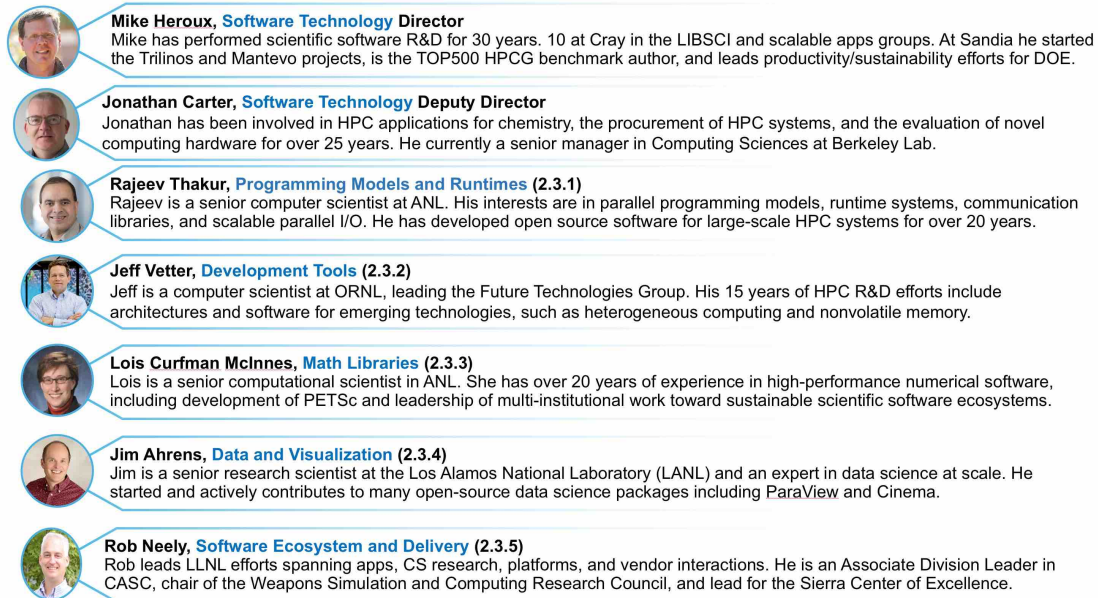 Mike Heroux, Software Technology Director
Mike has performed scientific software R&D for 30 years. 10 at Cray in the LIBSCI and scalable apps groups. At Sandia he started
the Trilinos and Mantevo projects, is the TOP500 HPCG benchmark author, and leads productivity/sustainability efforts for DOE.
Jonathan Carter, Software Technology Deputy Director
Jonathan has been involved in HPC applications for chemistry, the procurement of HPC systems, and the evaluation of novel
computing hardware for over 25 years. He currently a senior manager in Computing Sciences at Berkeley Lab.
Rajeev Thakur, Programming Models and Runtimes (2.3.1)
Rajeev is a senior computer scientist at ANL. His interests are in parallel programming models, runtime systems, communication
libraries, and scalable parallel I/O. He has developed open source software for large-scale HPC systems for over 20 years.
Jeff Vetter, Development Tools (2.3.2)
Jeff is a computer scientist at ORNL, leading the Future Technologies Group. His 15 years of HPC R&D efforts include
architectures and software for emerging technologies, such as heterogeneous computing and nonvolatile memory.
Lois Curfman McInnes, Math Libraries (2.3.3)
Lois is a senior computational scientist in ANL. She has over 20 years of experience in high-performance numerical software,
including development of PETSc and leadership of multi-institutional work toward sustainable scientific software ecosystems.
Jim Ahrens, Data and Visualization (2.3.4)
Jim is a senior research scientist at the Los Alamos National Laboratory (LANL) and an expert in data science at scale. He
started and actively contributes to many open-source data science packages including ParaView and Cinema.
Rob Neely, Software Ecosystem and Delivery (2.3.5)
Rob leads LLNL efforts spanning apps, CS research, platforms, and vendor interactions. He is an Associate Division Leader in
CASC, chair of the Weapons Simulation and Computing Research Council, and lead for the Sierra Center of Excellence.